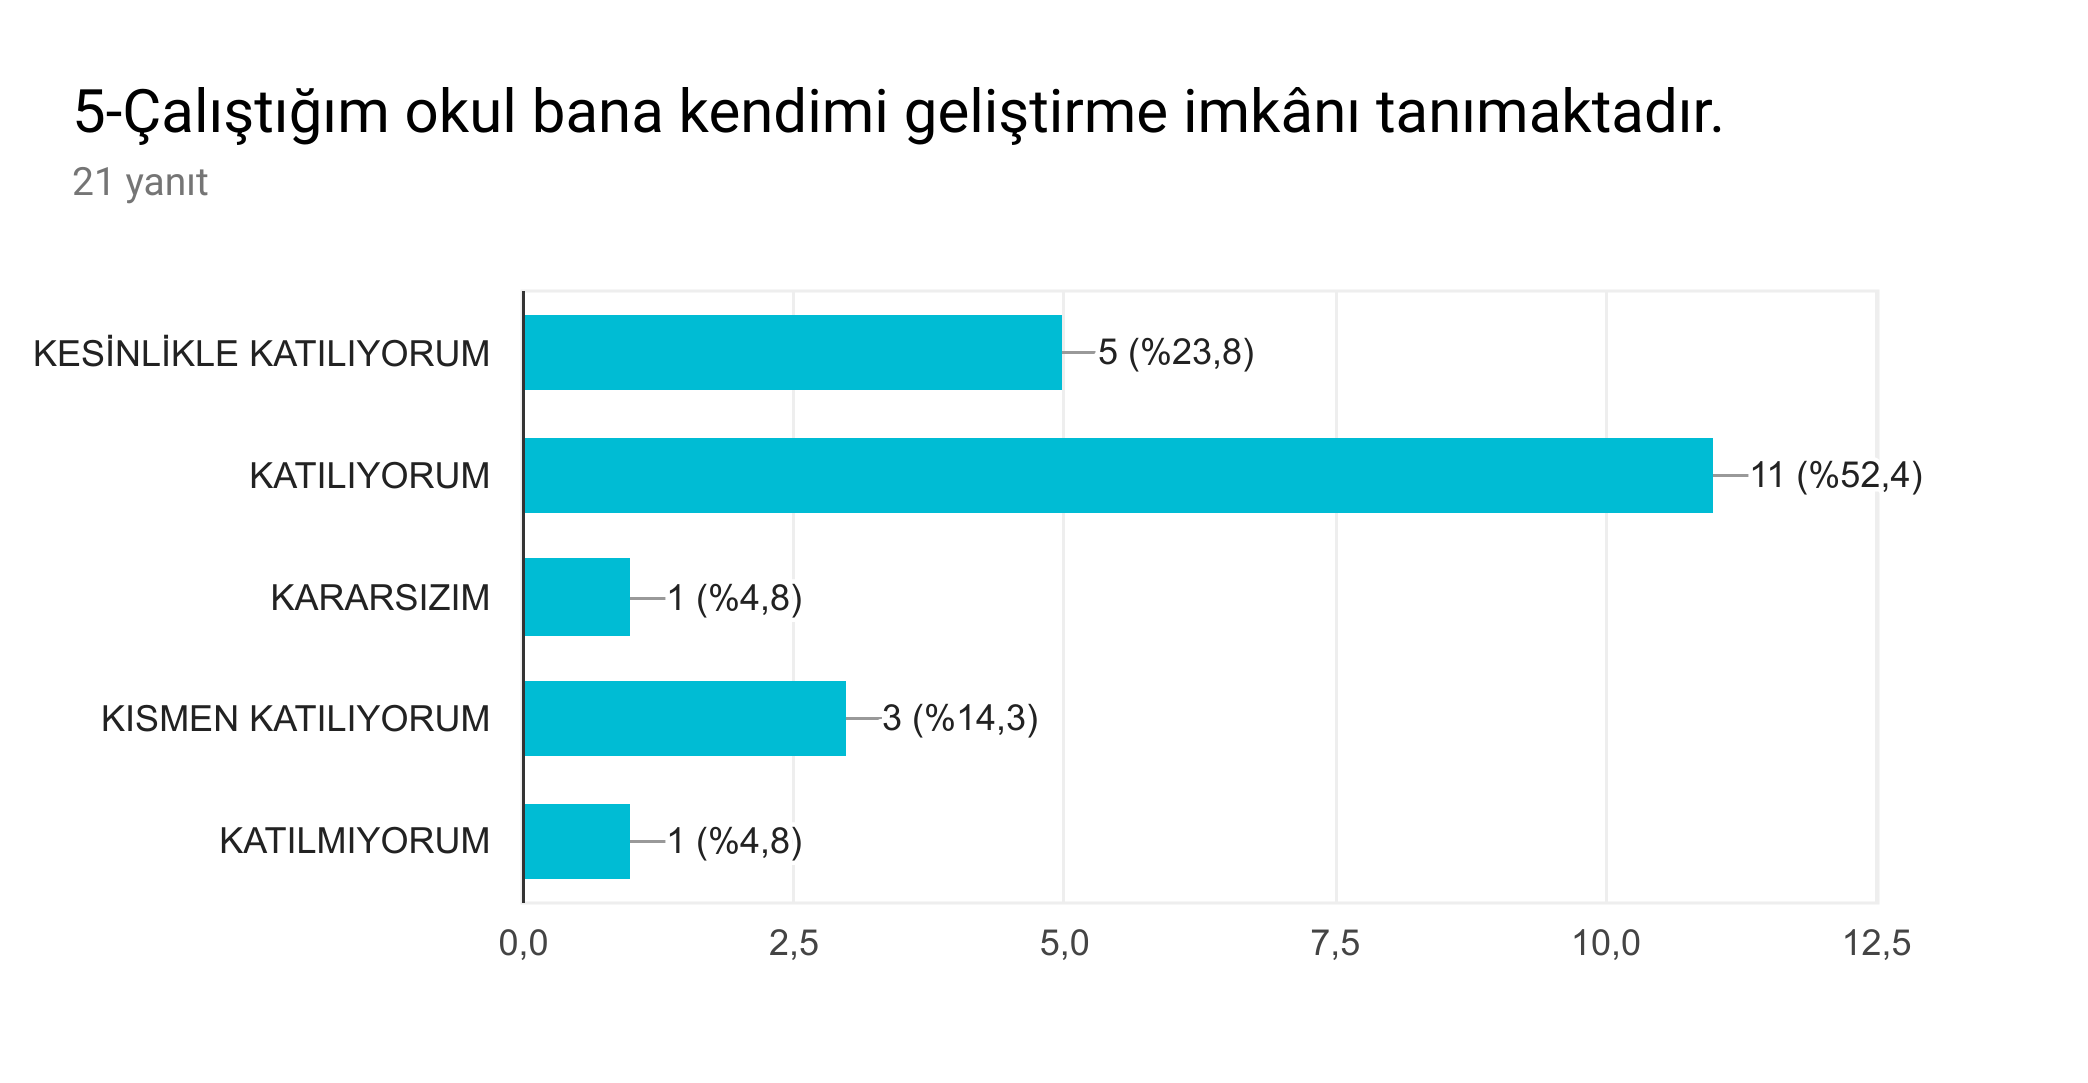 5-Çalıştığım okul bana kendimi geliştirme imkânı tanımaktadır.
21 yanıt
KESİNLİKLE KATILIYORUM
5 (%23,8)
KATILIYORUM
11 (%52,4)
KARARSIZIM
1 (%4,8)
KISMEN KATILIYORUM
3 (%14,3)
KATILMIYORUM
1 (%4,8)
0,0 2,5 5,0 7,5 10,0 12,5